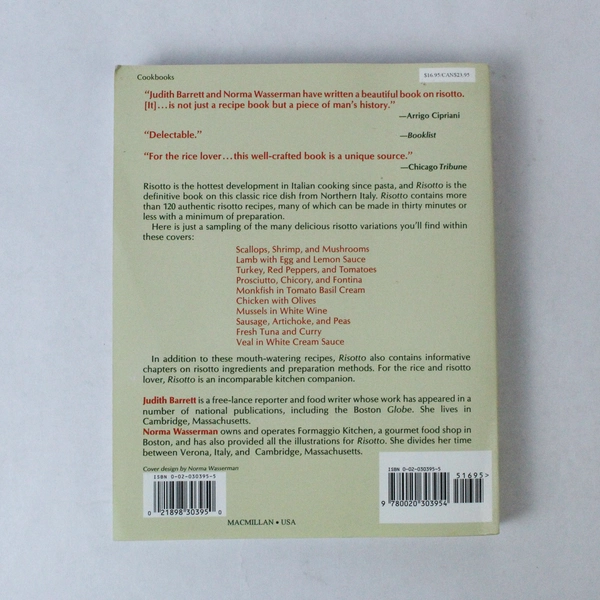 Cookbooks
$16.95/CAN$23.95
"Judith Barrett and Norma Wasserman have written a beautiful book on risotto.
[It]...is not just a recipe book but a piece of man's history."
—Arrigo Cipriani
"Delectable."
—Booklist
"For the rice lover...this well-crafted book is a unique source."
—Chicago Tribune
Risotto is the hottest development in Italian cooking since pasta, and Risotto is the
definitive book on this classic rice dish from Northern Italy. Risotto contains more
than 120 authentic risotto recipes, many of which can be made in thirty minutes or
less with a minimum of preparation.
Here is just a sampling of the many delicious risotto variations you'll find within
these covers:
Scallops, Shrimp, and Mushrooms
Lamb with Egg and Lemon Sauce
Turkey, Red Peppers, and Tomatoes
Prosciutto, Chicory, and Fontina
Monkfish in Tomato Basil Cream
Chicken with Olives
Mussels in White Wine
Sausage, Artichoke, and Peas
Fresh Tuna and Curry
Veal in White Cream Sauce
In addition to these mouth-watering recipes, Risotto also contains informative
chapters on risotto ingredients and preparation methods. For the rice and risotto
lover, Risotto is an incomparable kitchen companion.
Judith Barrett is a free-lance reporter and food writer whose work has appeared in a
number of national publications, including the Boston Globe. She lives in
Cambridge, Massachusetts.
Norma Wasserman owns and operates Formaggio Kitchen, a gourmet food shop in
Boston, and has also provided all the illustrations for Risotto. She divides her time
between Verona, Italy, and Cambridge, Massachusetts.
Cover design by Norma Wasserman
ISBN 0-02-030395-5
0 21898 30395 0
ISBN 0-02-030395-5
51695>
9 780020 303954
MACMILLAN • USA